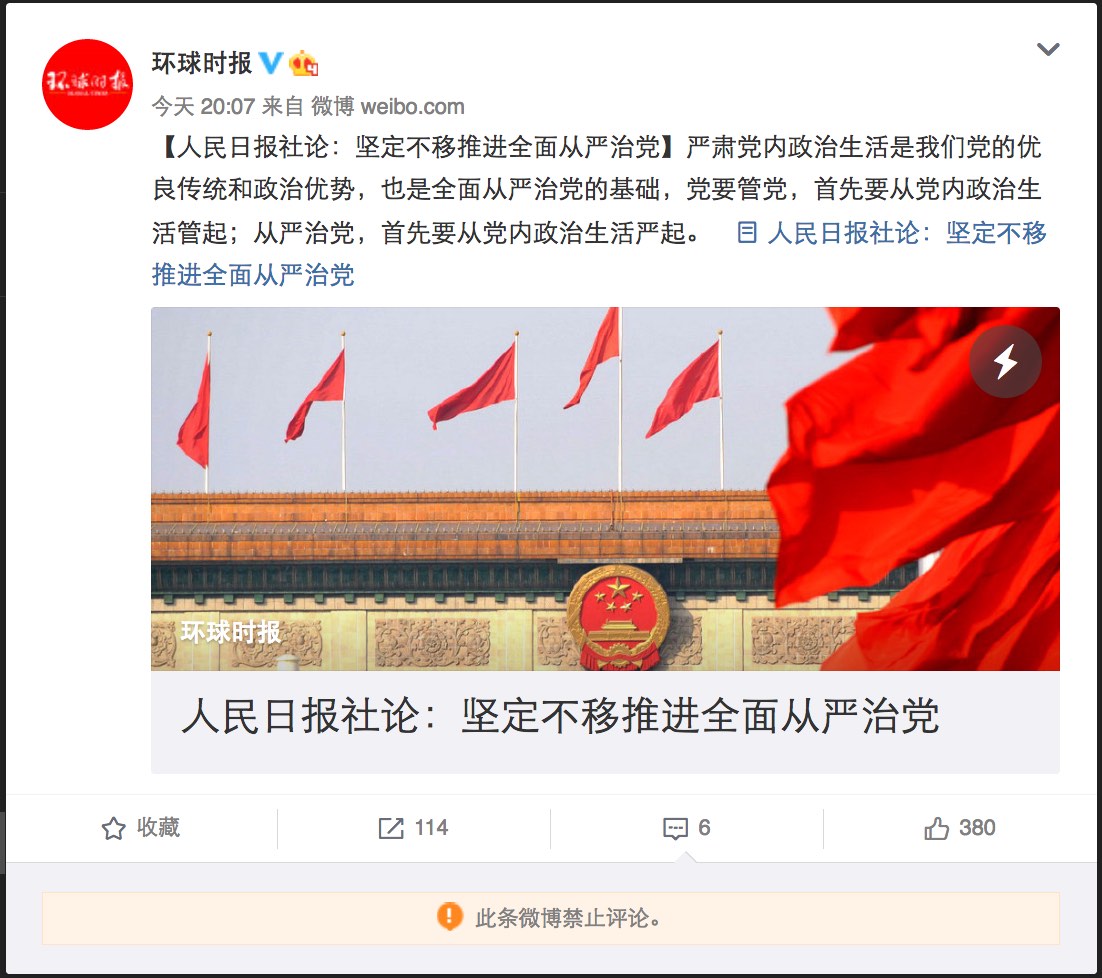 环球时报
环球时报
今天 20:07 来自 微博 weibo.com
【人民日报社论：坚定不移推进全面从严治党】严肃党内政治生活是我们党的优
良传统和政治优势，也是全面从严治党的基础，党要管党，首先要从党内政治生
活管起；从严治党，首先要从党内政治生活严起。 人民日报社论：坚定不移
推进全面从严治党
环球时报
人民日报社论：坚定不移推进全面从严治党
收藏 114 6 380
此条微博禁止评论。